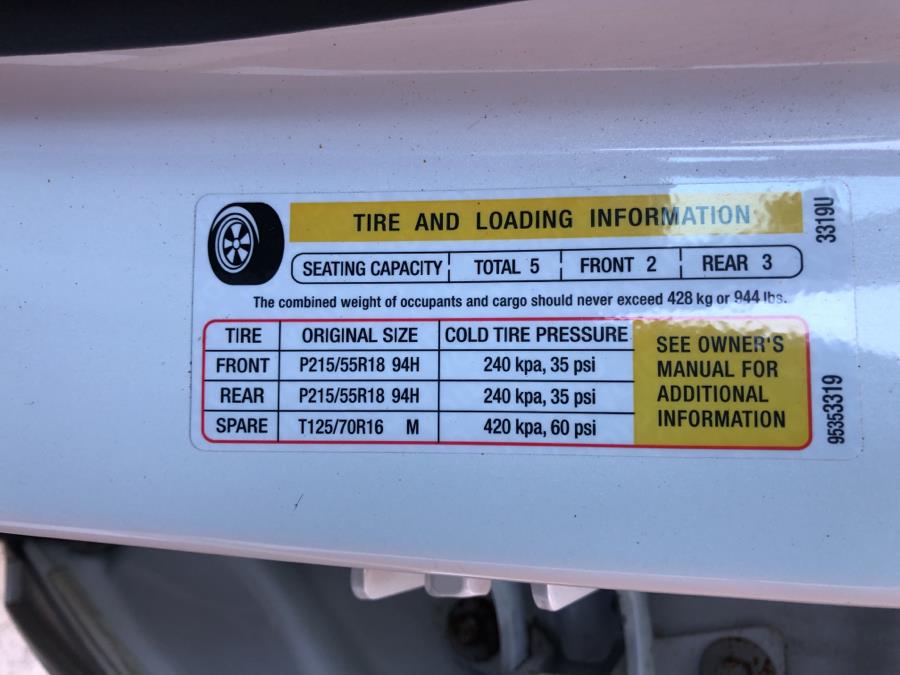 TIRE AND LOADING INFORMATION
SEATING CAPACITY TOTAL 5 FRONT 2 REAR 3
The combined weight of occupants and cargo should never exceed 428 kg or 944 lbs.
TIRE ORIGINAL SIZE COLD TIRE PRESSURE
FRONT P215/55R18 94H 240 kpa, 35 psi
REAR P215/55R18 94H 240 kpa, 35 psi
SPARE T125/70R16 M 420 kpa, 60 psi
SEE OWNER'S
MANUAL FOR
ADDITIONAL
INFORMATION
3319U
95353319